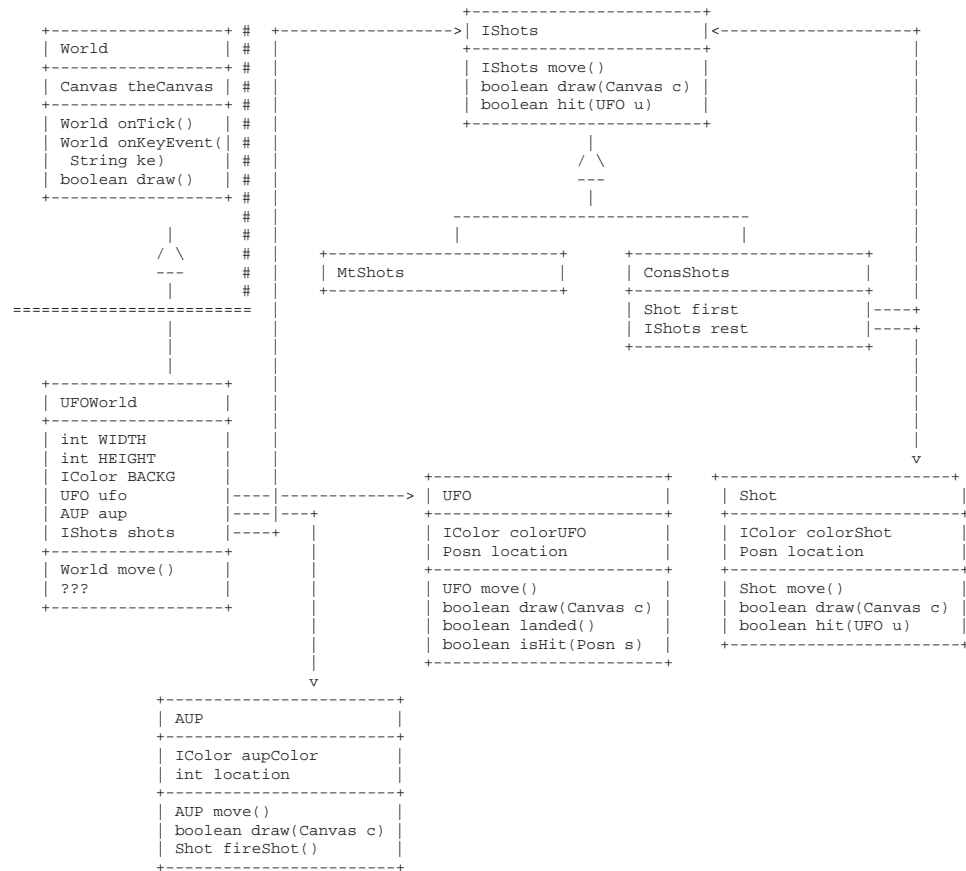 World
Canvas theCanvas
World onTick()
World onKeyEvent(
String ke)
boolean draw()
IShots
IShots move()
boolean draw(Canvas c)
boolean hit(UFO u)
MtShots
ConsShots
Shot first
IShots rest
UFOWorld
int WIDTH
int HEIGHT
IColor BACKG
UFO ufo
AUP aup
IShots shots
World move()
???
UFO
IColor colorUFO
Posn location
UFO move()
boolean draw(Canvas c)
boolean landed()
boolean isHit(Posn s)
Shot
IColor colorShot
Posn location
Shot move()
boolean draw(Canvas c)
boolean hit(UFO u)
AUP
IColor aupColor
int location
AUP move()
boolean draw(Canvas c)
Shot fireShot()